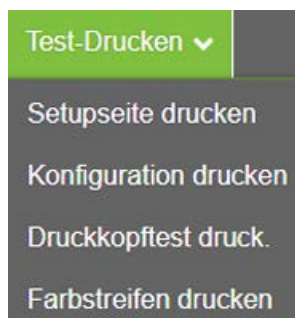 Test-Drucken
Setupseite drucken
Konfiguration drucken
Druckkopftest druck.
Farbstreifen drucken